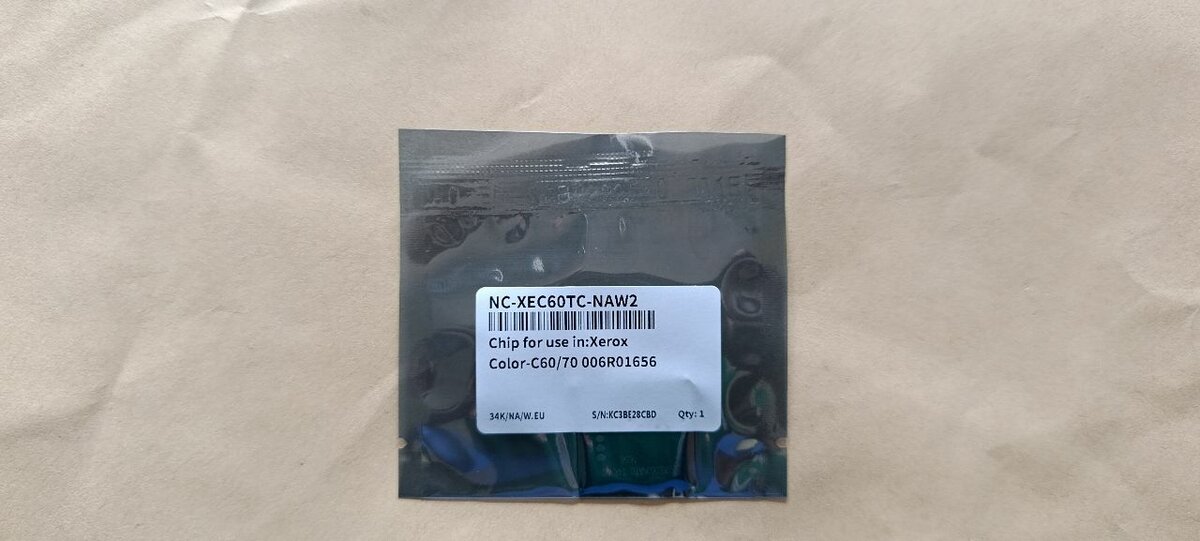 NC-XEC60TC-NAW2
Chip for use in:Xerox
Color-C60/70 006R01656
34K/NA/W.EU S/N:KC3BE28CBD Qty: 1